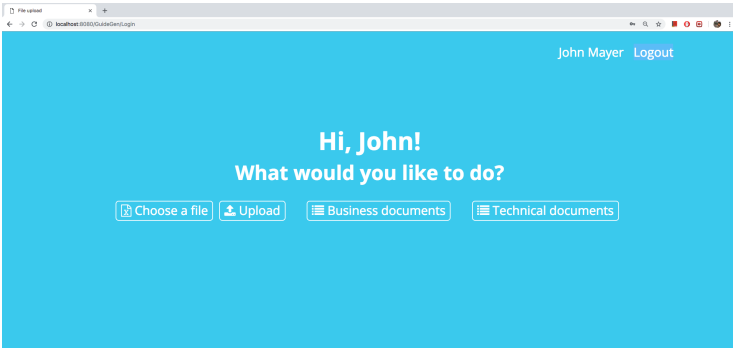 File upload
localhost:8080/GuideGen/Login
John Mayer Logout
Hi, John!
What would you like to do?
Choose a file Upload Business documents Technical documents